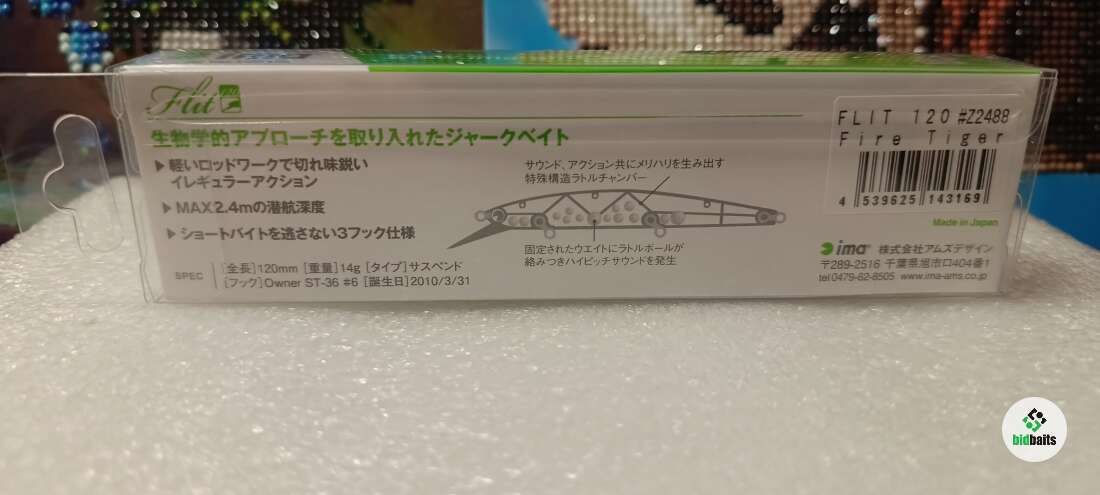 Flit
生物学的アプローチを取り入れたジャークベイト
▶軽いロッドワークで切れ味鋭い
イレギュラーアクション
▶MAX2.4mの潜航深度
▶ショートバイトを逃さない3フック仕様
SPEC
[全長]120mm [重量]14g [タイプ]サスペンド
[フック]Owner ST-36 #6 [誕生日]2010/3/31
サウンド、アクション共にメリハリを生み出す
特殊構造ラトルチャンバー
固定されたウエイトにラトルボールが
絡みつきハイピッチサウンドを発生
FLIT 120 #Z2488
Fire Tiger
4 539625 143169
Made in Japan
ima 株式会社アムズデザイン
〒289-2516 千葉県旭市ロ404番1
tel 0479-62-8505 www.ima-ams.co.jp
bidbaits